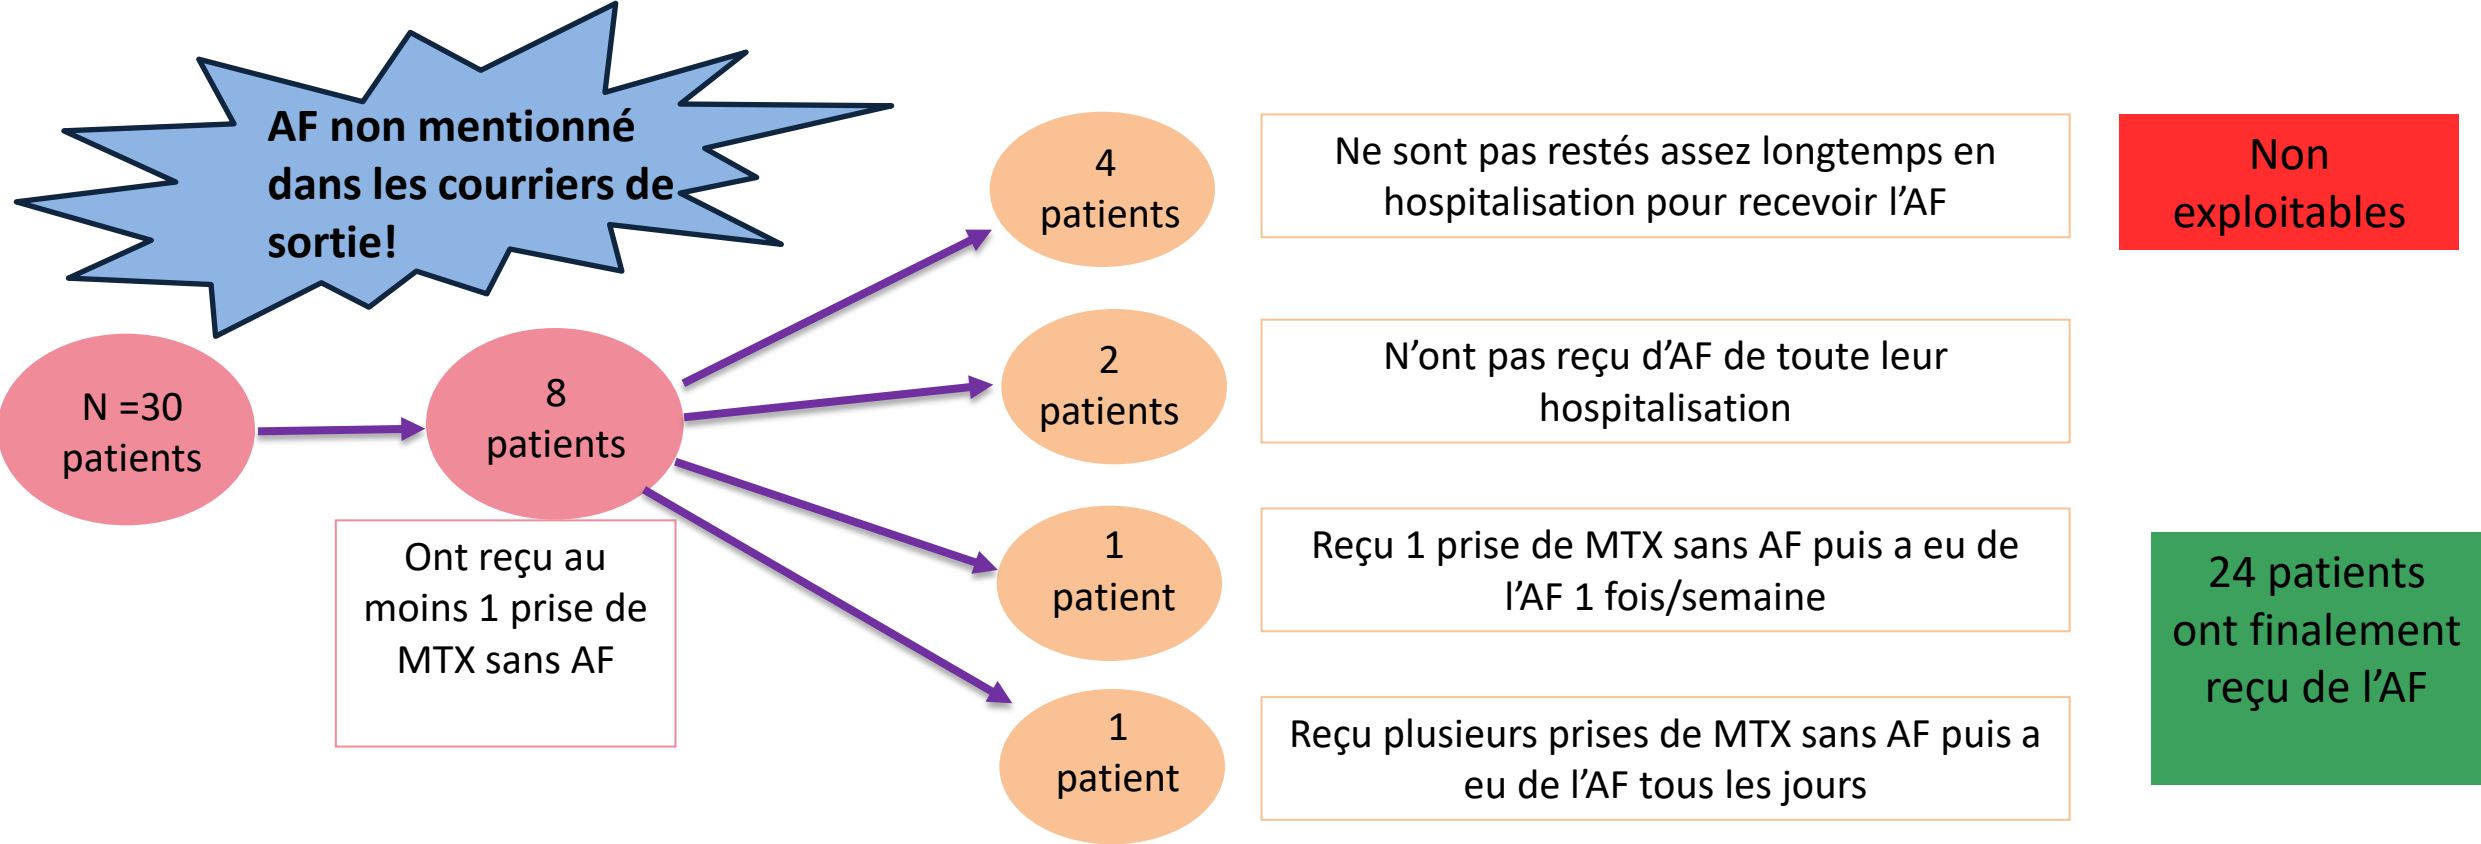 AF non mentionné
dans les courriers de
sortie!
N =30
patients
8
patients
Ont reçu au
moins 1 prise de
MTX sans AF
4
patients
Ne sont pas restés assez longtemps en
hospitalisation pour recevoir l’AF
Non
exploitables
2
patients
N’ont pas reçu d’AF de toute leur
hospitalisation
1
patient
Reçu 1 prise de MTX sans AF puis a eu de
l’AF 1 fois/semaine
1
patient
Reçu plusieurs prises de MTX sans AF puis a
eu de l’AF tous les jours
24 patients
ont finalement
reçu de l’AF